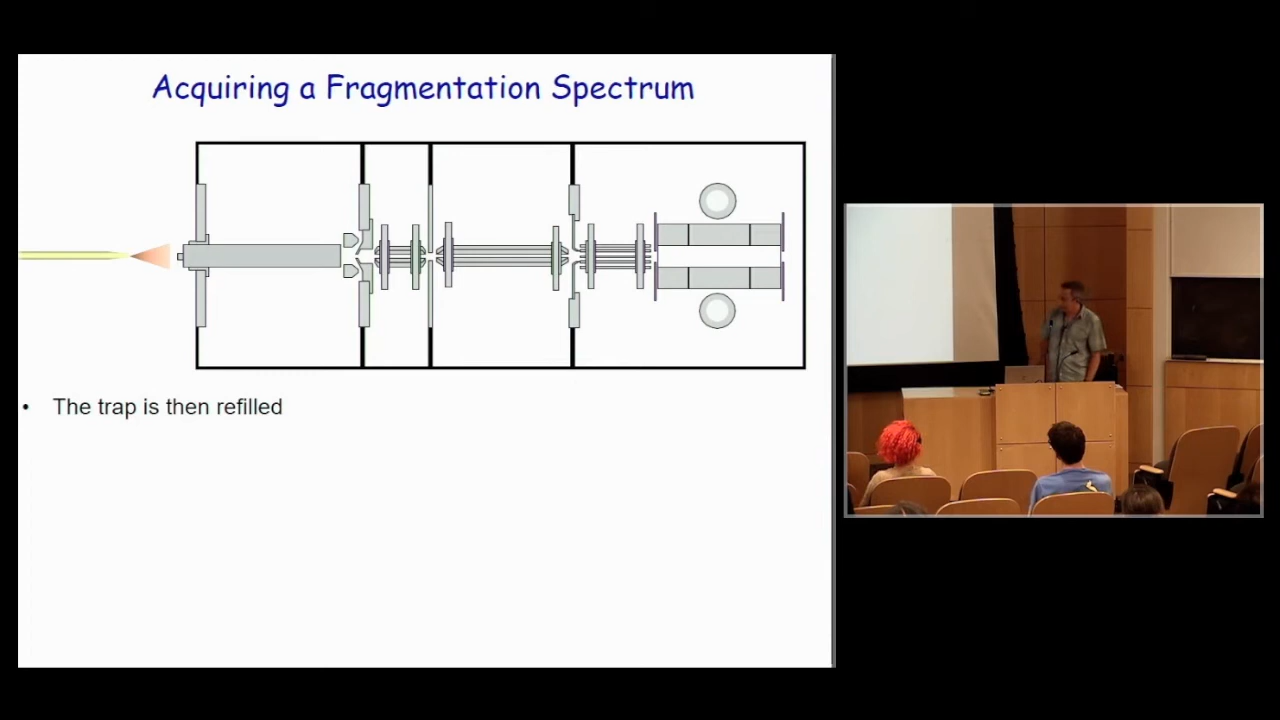 Acquiring a Fragmentation Spectrum
• The trap is then refilled